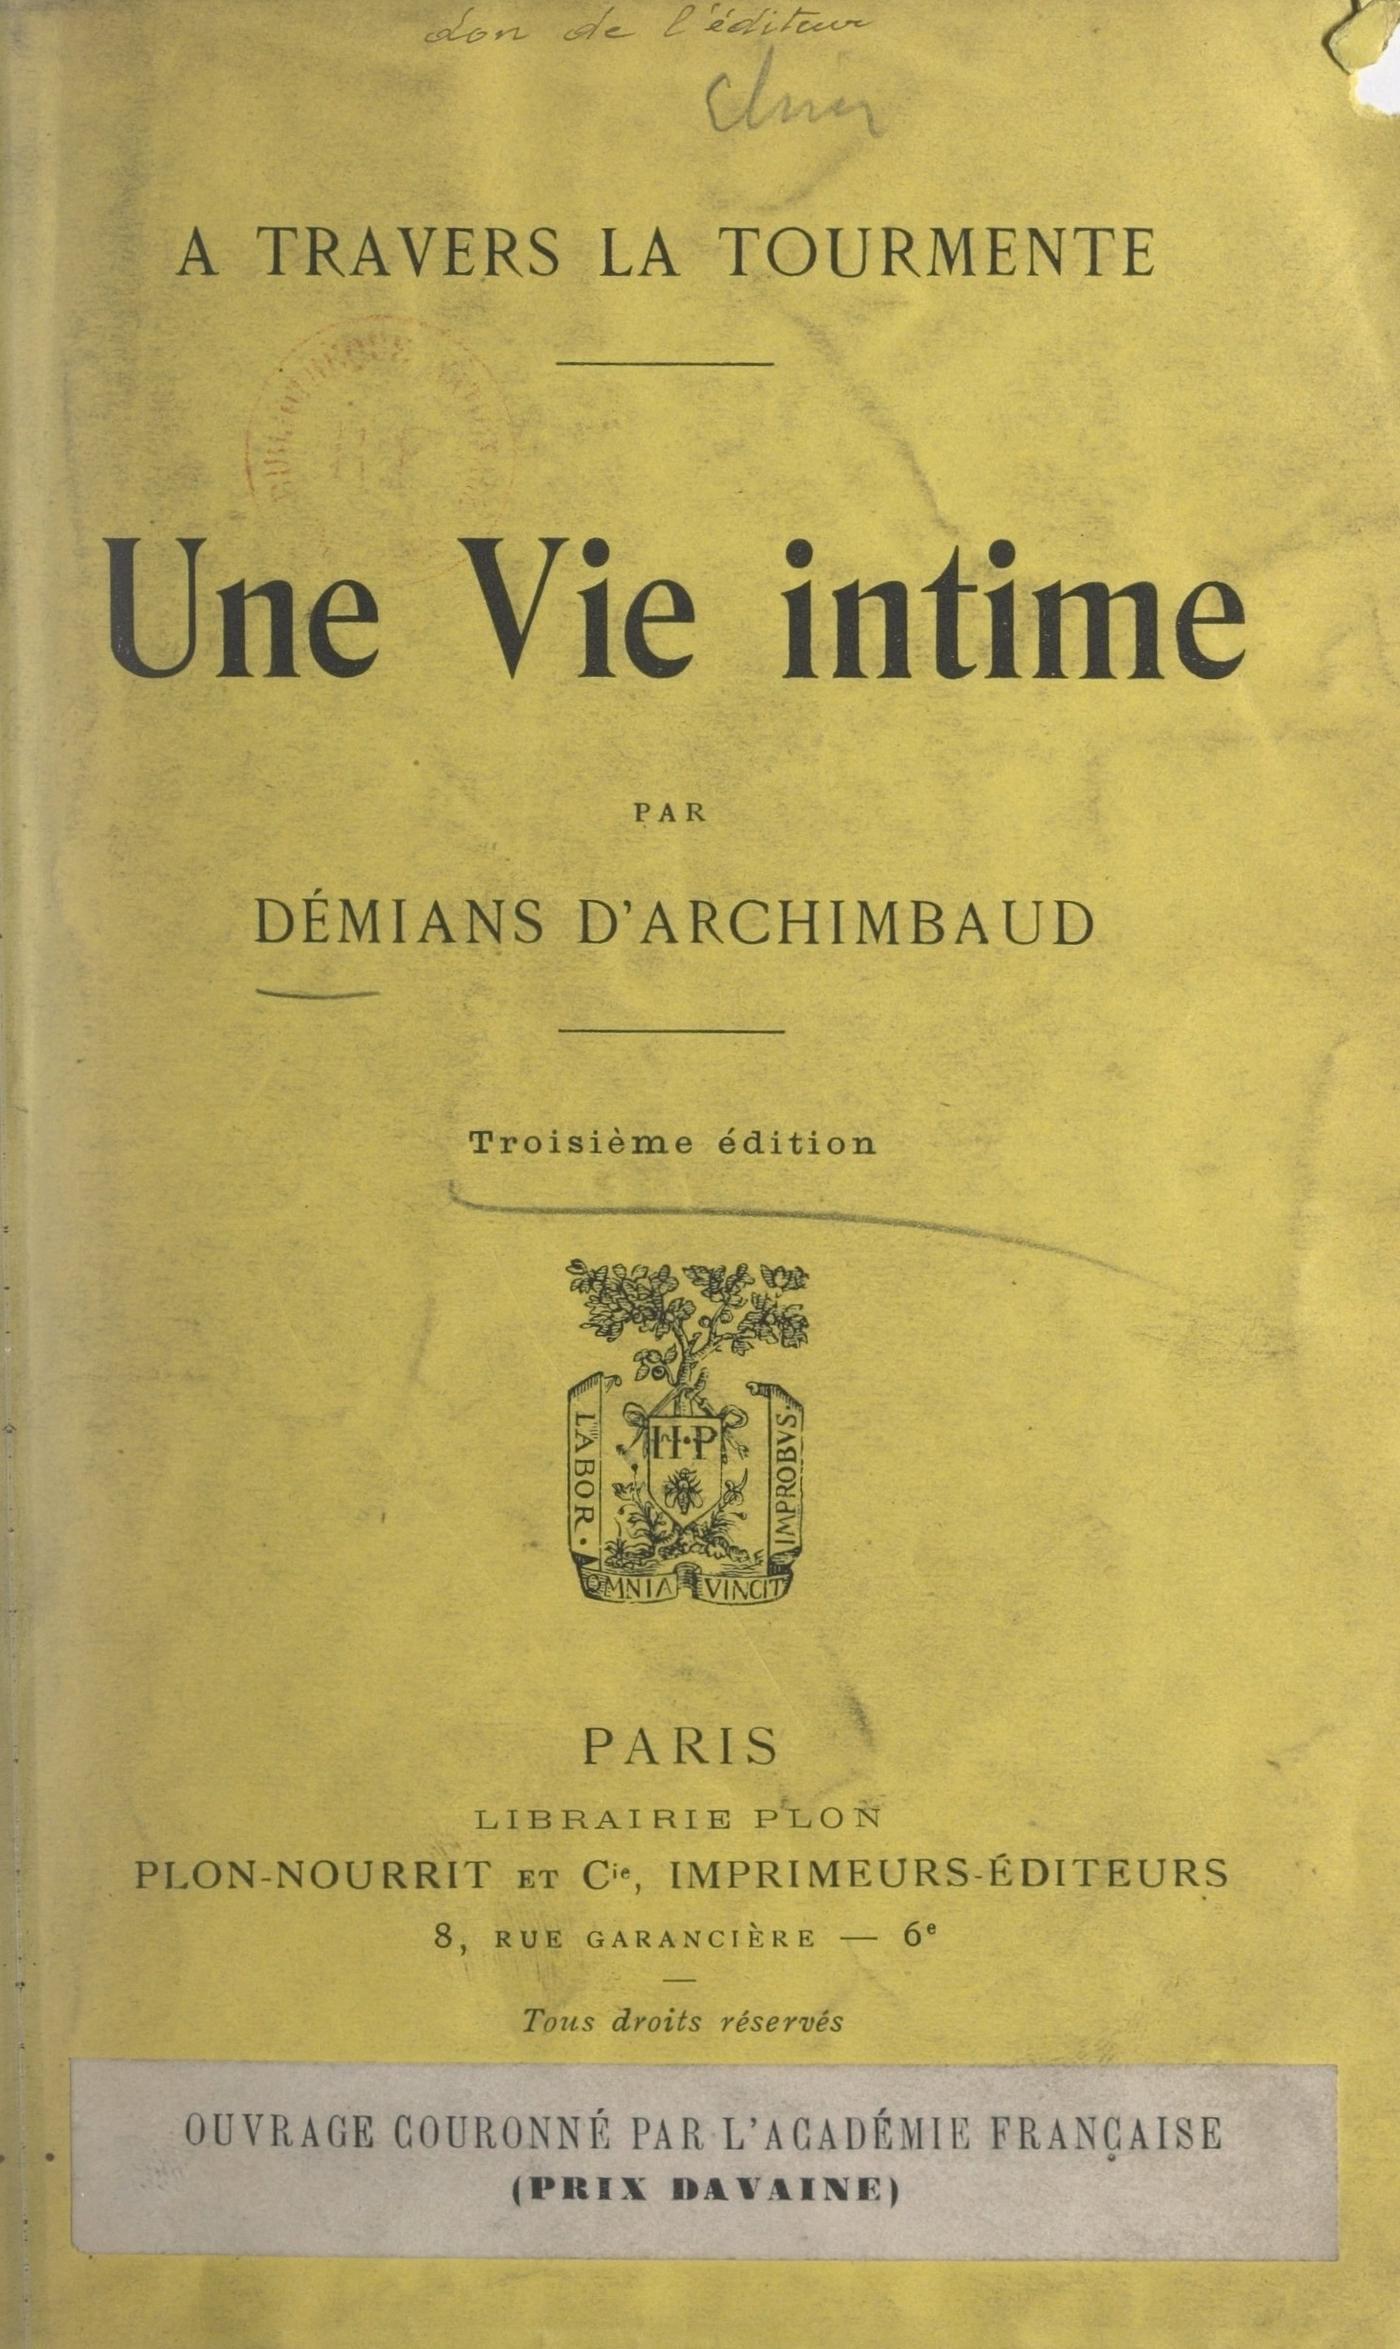 don de l'éditeur
A TRAVERS LA TOURMENTE
Une Vie intime
PAR
DÉMIANS D'ARCHIMBAUD
Troisième édition
H·P
LABOR·
IMPROBVS·
OMNIA VINCIT
PARIS
LIBRAIRIE PLON
PLON-NOURRIT ET Cie, IMPRIMEURS-ÉDITEURS
8, RUE GARANCIÈRE — 6e
Tous droits réservés
OUVRAGE COURONNÉ PAR L'ACADÉMIE FRANÇAISE
(PRIX DAVAINE)